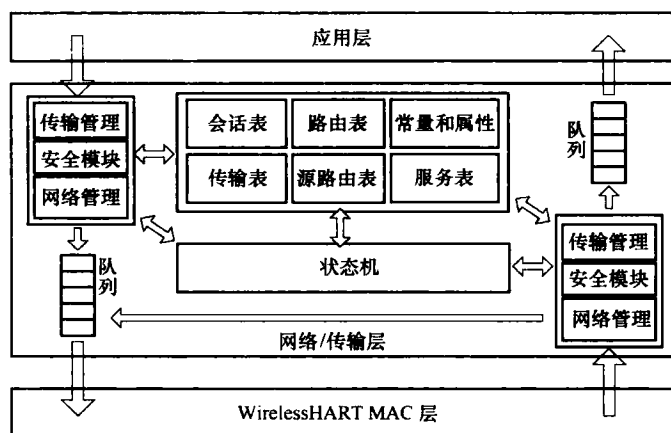 应用层
传输管理
安全模块
网络管理
会话表
路由表
常量和属性
传输表
源路由表
服务表
队列
传输管理
安全模块
网络管理
状态机
队列
网络/传输层
WirelessHART MAC 层